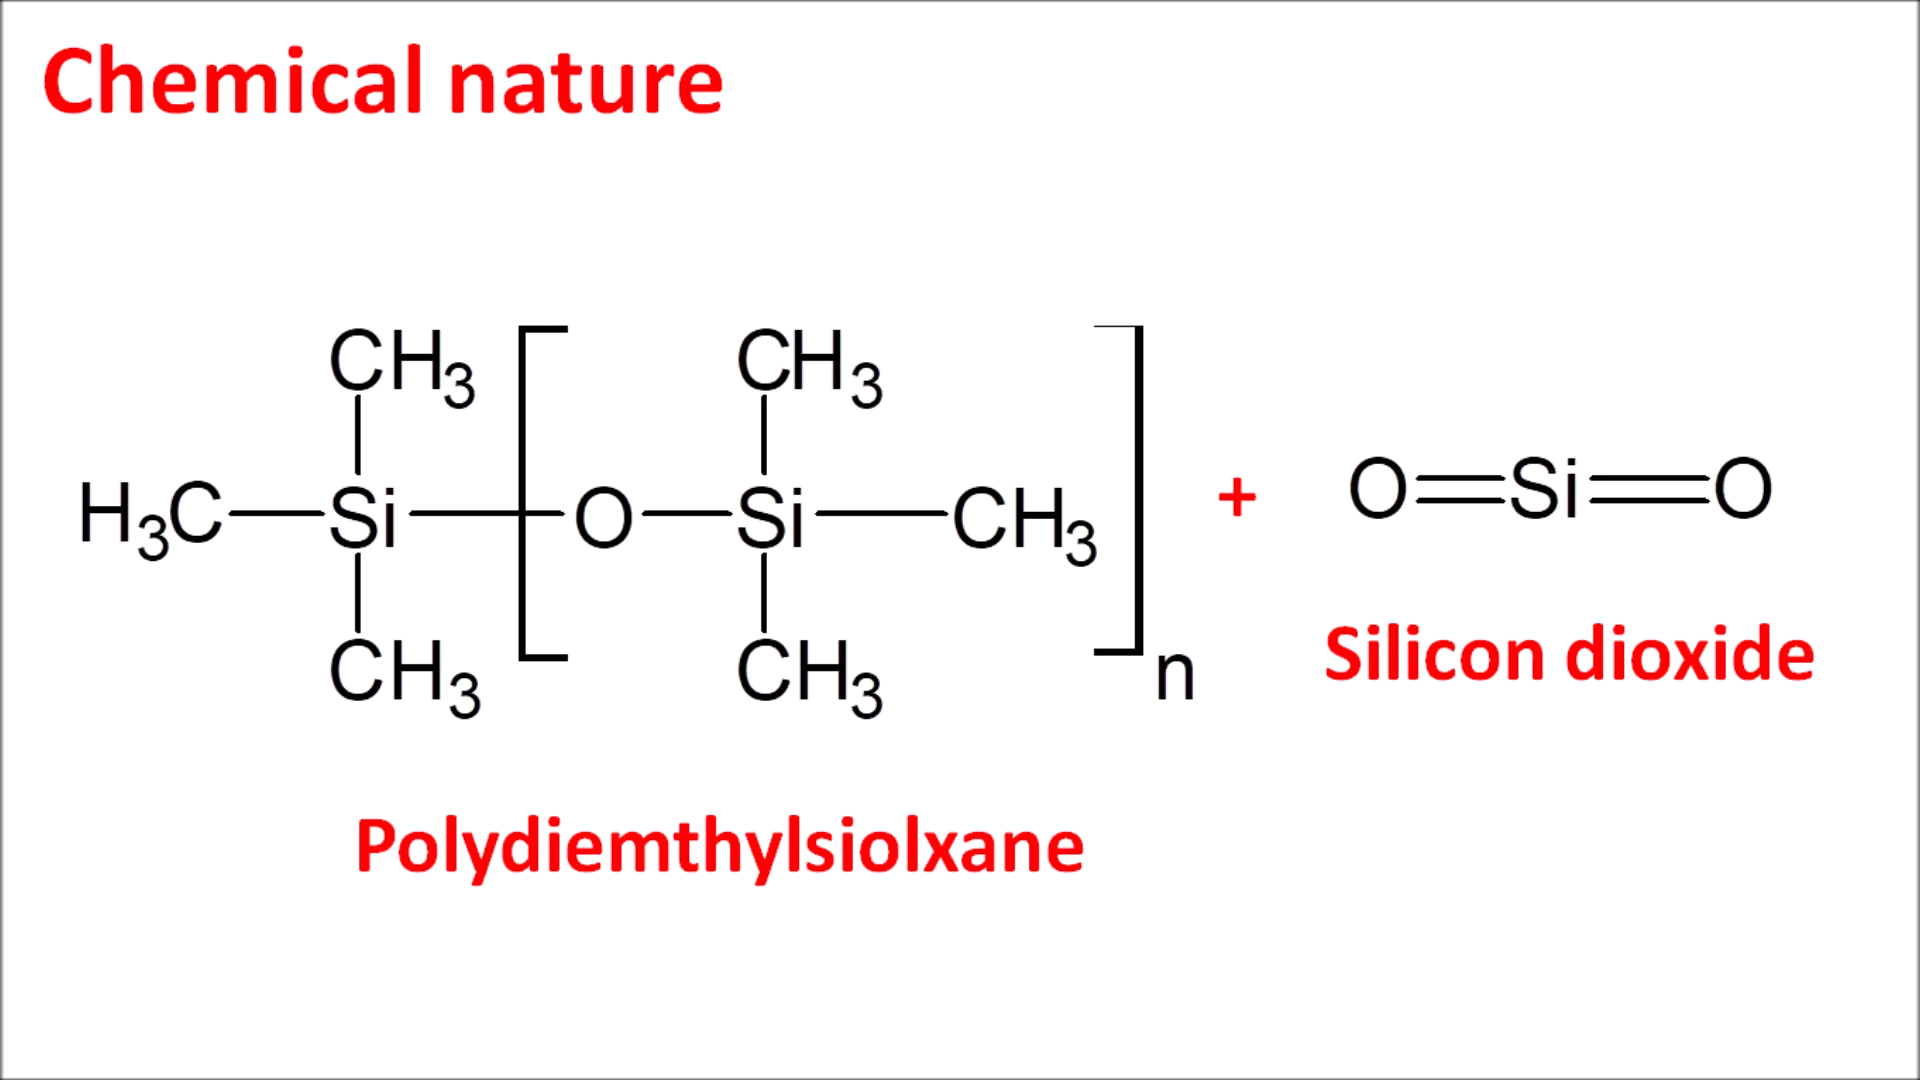 Chemical nature
CH3 CH3
H3C Si O Si CH3 + O Si O
CH3 CH3 n
Silicon dioxide
Polydiemthylsiolxane